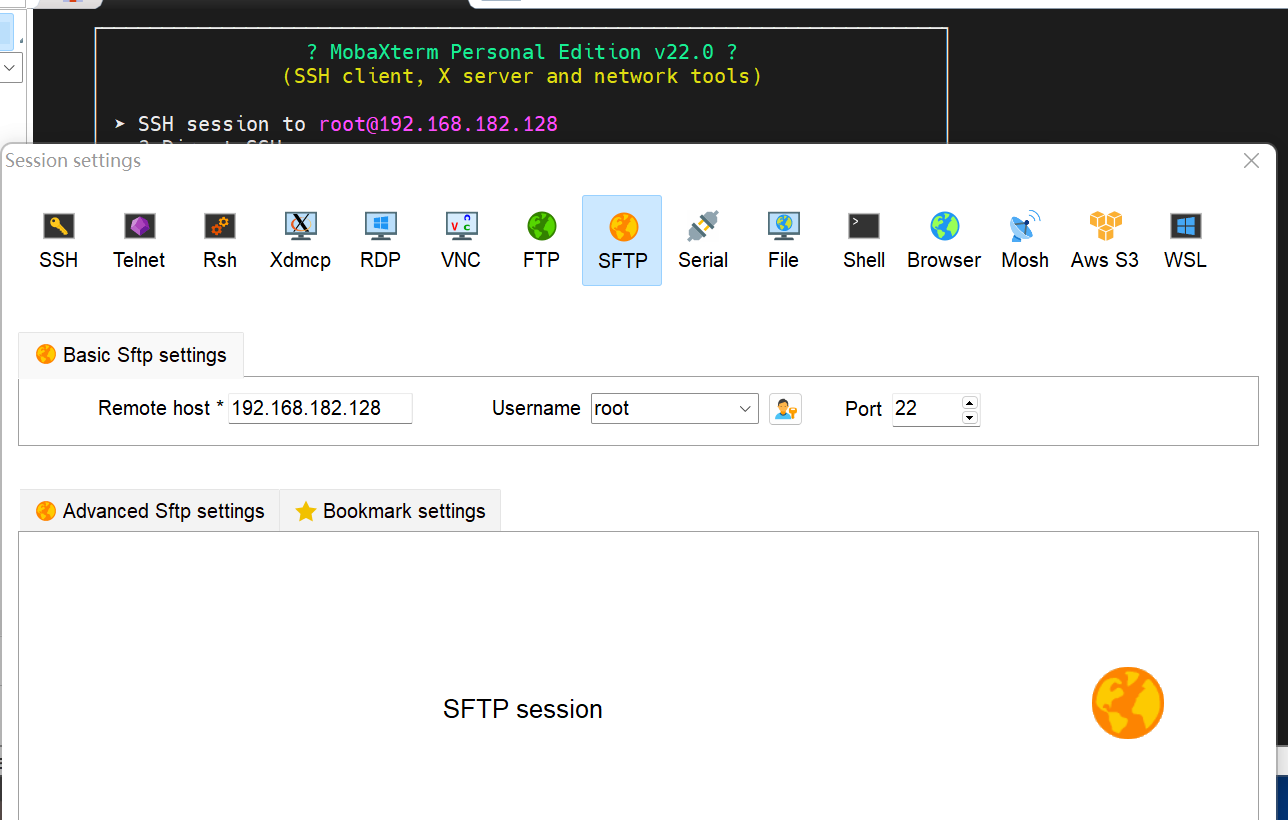 ? MobaXterm Personal Edition v22.0 ?
(SSH client, X server and network tools)
➤ SSH session to root@192.168.182.128
Session settings
SSH Telnet Rsh Xdmcp RDP VNC FTP SFTP Serial File Shell Browser Mosh Aws S3 WSL
Basic Sftp settings
Remote host * 192.168.182.128 Username root Port 22
Advanced Sftp settings Bookmark settings
SFTP session